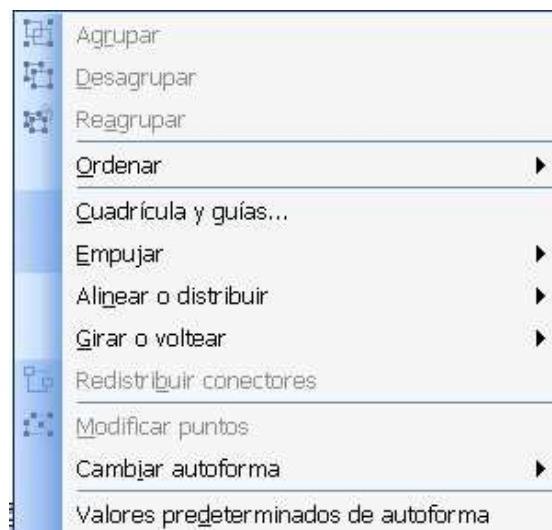 Agrupar
Desagrupar
Reagrupar
Ordenar
Cuadrícula y guías...
Empujar
Alinear o distribuir
Girar o voltear
Redistribuir conectores
Modificar puntos
Cambiar autoforma
Valores predeterminados de autoforma